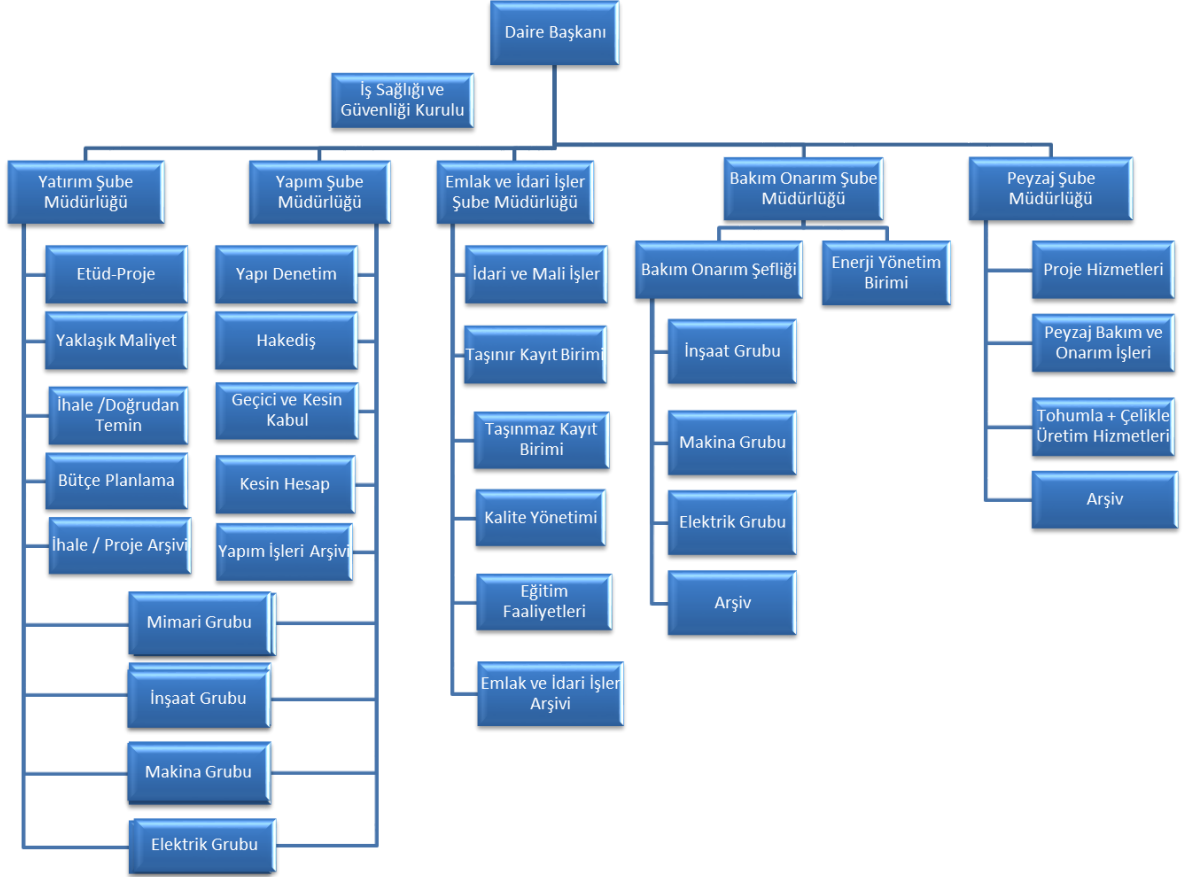 Daire Başkanı
İş Sağlığı ve
Güvenliği Kurulu
Yatırım Şube
Müdürlüğü
Yapım Şube
Müdürlüğü
Emlak ve İdari İşler
Şube Müdürlüğü
Bakım Onarım Şube
Müdürlüğü
Peyzaj Şube
Müdürlüğü
Etüd-Proje
Yaklaşık Maliyet
İhale /Doğrudan
Temin
Bütçe Planlama
İhale / Proje Arşivi
Yapı Denetim
Hakediş
Geçici ve Kesin
Kabul
Kesin Hesap
Yapım İşleri Arşivi
Mimari Grubu
İnşaat Grubu
Makina Grubu
Elektrik Grubu
İdari ve Mali İşler
Taşınır Kayıt Birimi
Taşınmaz Kayıt
Birimi
Kalite Yönetimi
Eğitim
Faaliyetleri
Emlak ve İdari İşler
Arşivi
Bakım Onarım Şefliği
Enerji Yönetim
Birimi
İnşaat Grubu
Makina Grubu
Elektrik Grubu
Arşiv
Proje Hizmetleri
Peyzaj Bakım ve
Onarım İşleri
Tohumla + Çelikle
Üretim Hizmetleri
Arşiv